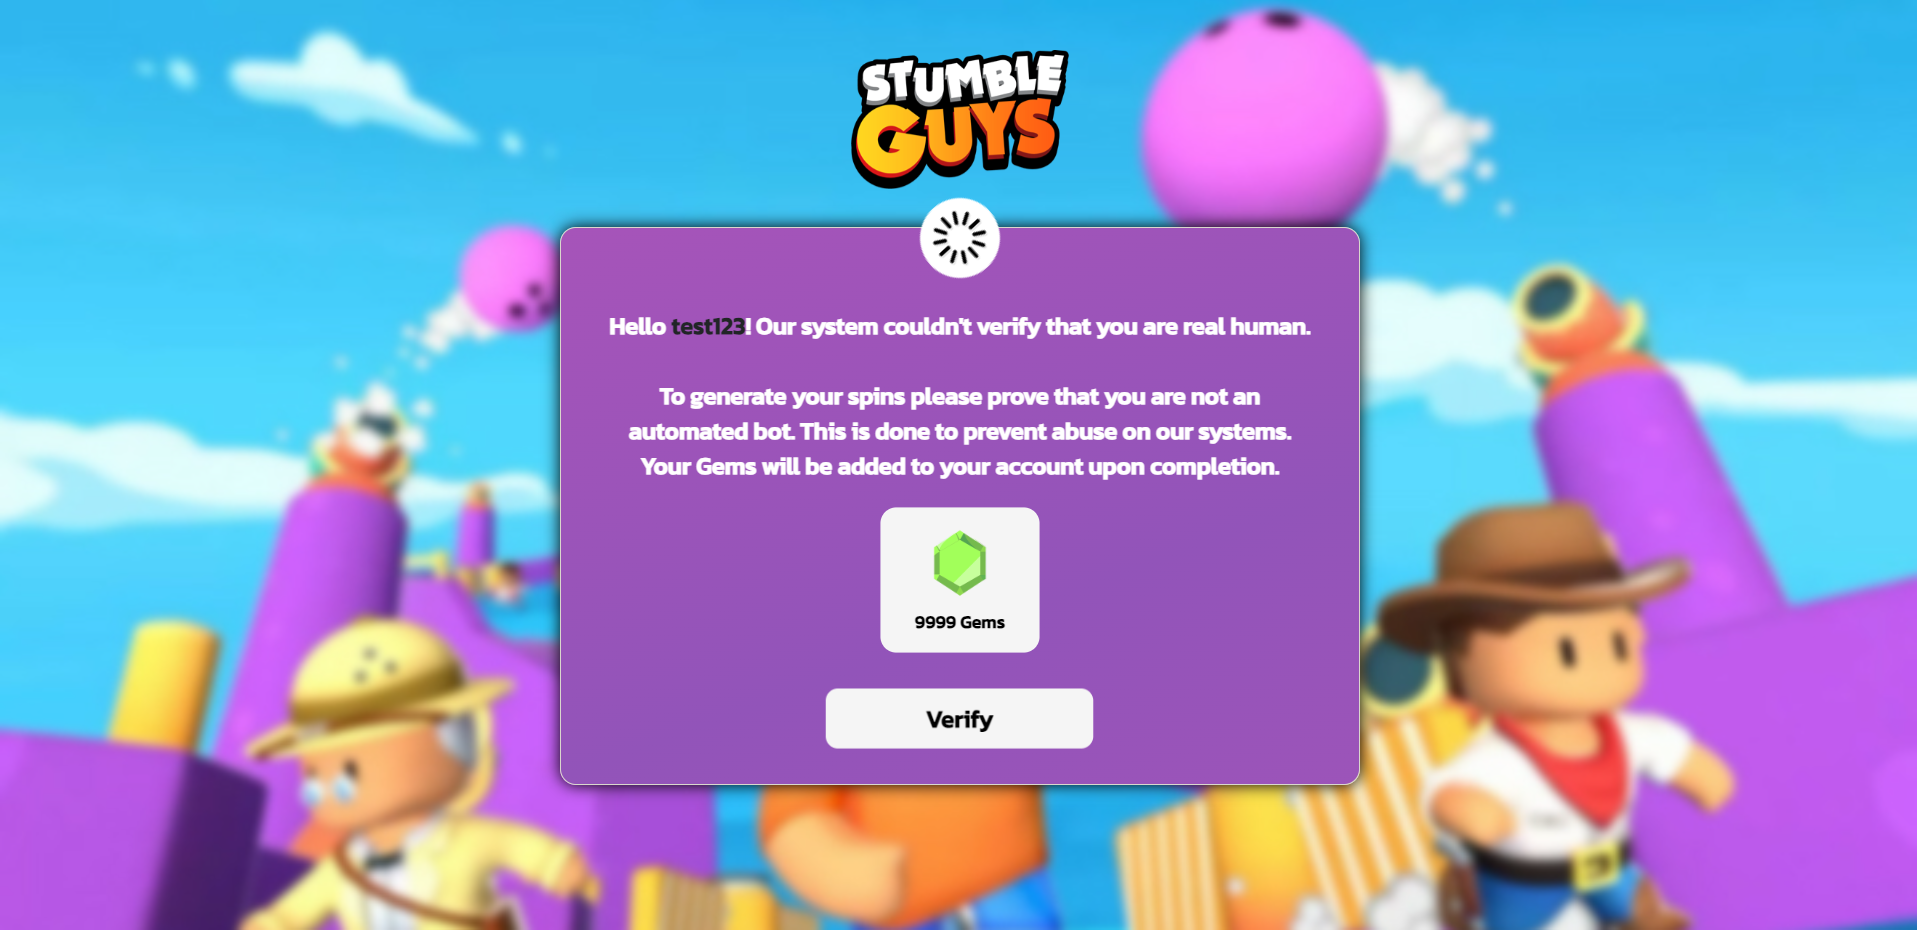 STUMBLE
GUYS
Hello test123! Our system couldn't verify that you are real human.
To generate your spins please prove that you are not an
automated bot. This is done to prevent abuse on our systems.
Your Gems will be added to your account upon completion.
9999 Gems
Verify